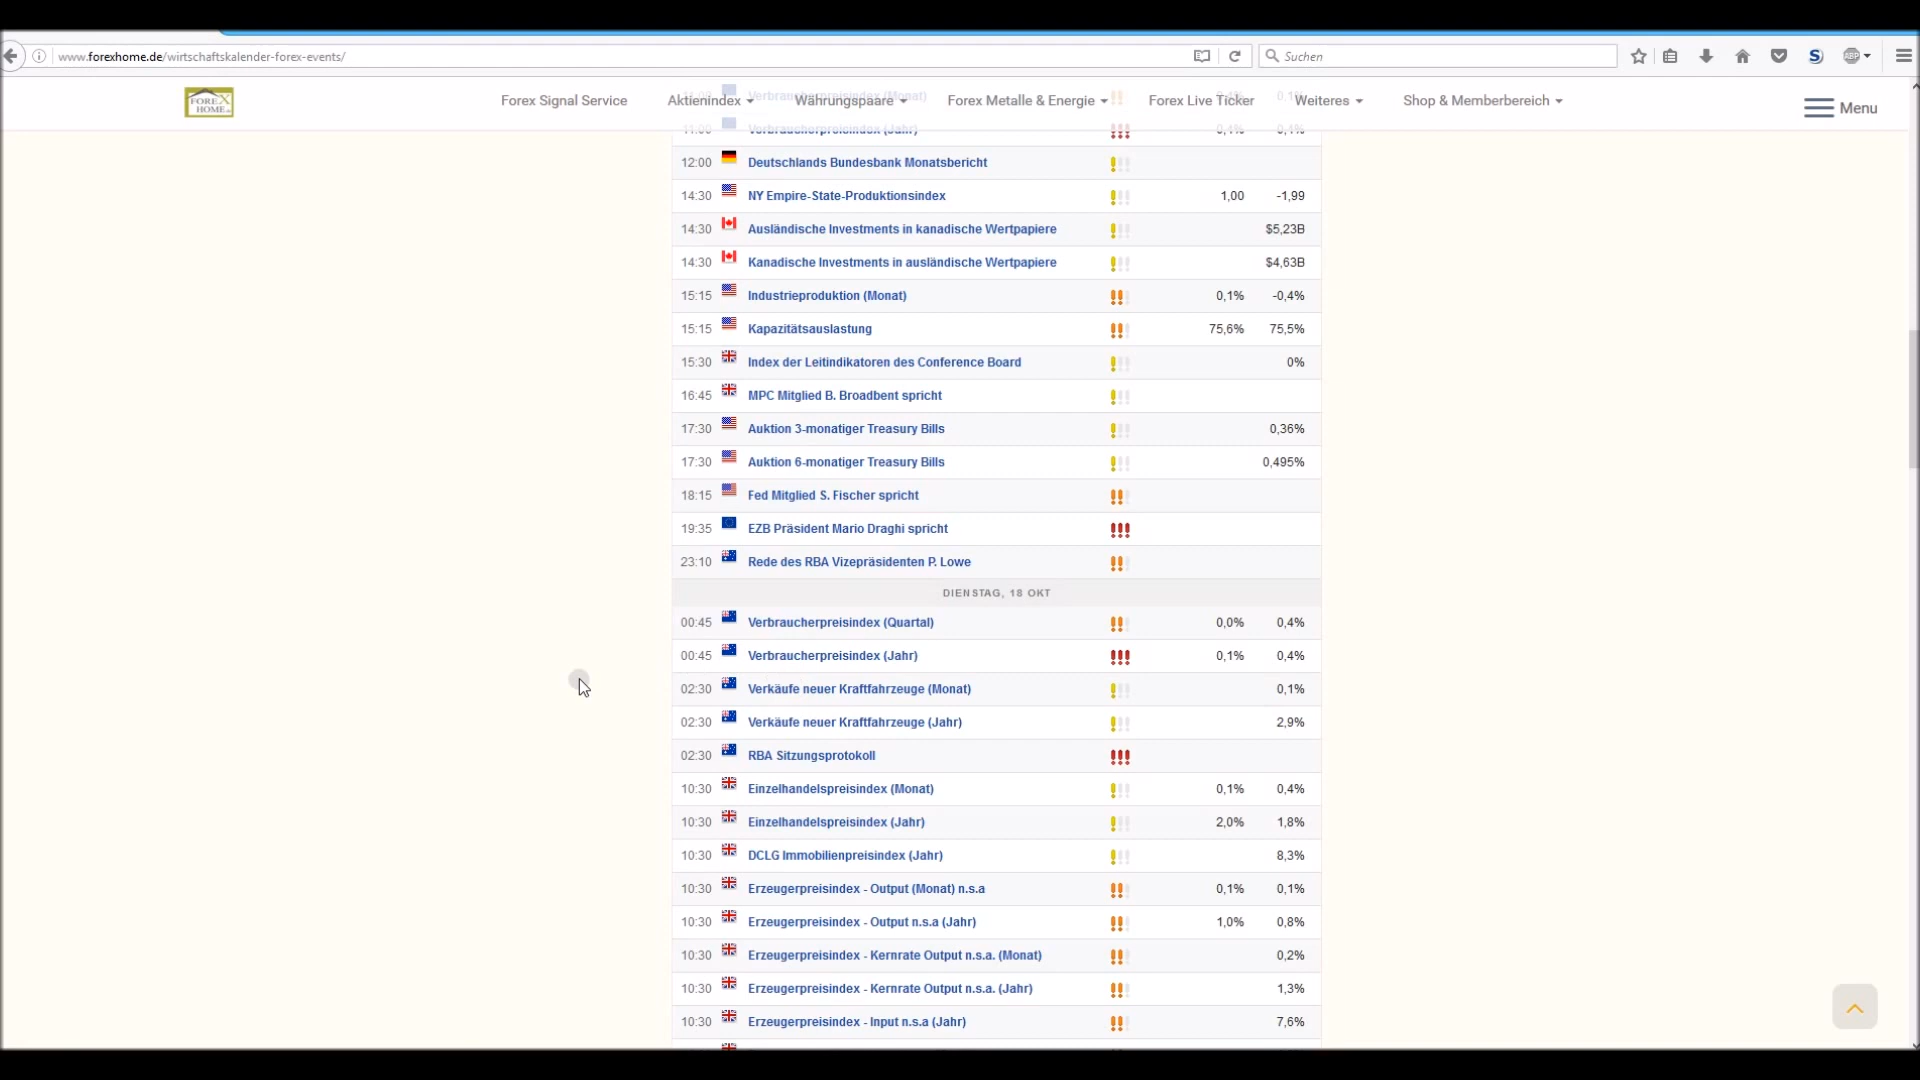 www.forexhome.de/wirtschaftskalender-forex-events/
Suchen
FOREX HOME
Forex Signal Service
Aktienindex
Währungspaare
Forex Metalle & Energie
Forex Live Ticker
Weiteres
Shop & Memberbereich
Menu
11:00 Verbraucherpreisindex (Jahr) 0,4% 0,4%
12:00 Deutschlands Bundesbank Monatsbericht
14:30 NY Empire-State-Produktionsindex 1,00 -1,99
14:30 Ausländische Investments in kanadische Wertpapiere $5,23B
14:30 Kanadische Investments in ausländische Wertpapiere $4,63B
15:15 Industrieproduktion (Monat) 0,1% -0,4%
15:15 Kapazitätsauslastung 75,6% 75,5%
15:30 Index der Leitindikatoren des Conference Board 0%
16:45 MPC Mitglied B. Broadbent spricht
17:30 Auktion 3-monatiger Treasury Bills 0,36%
17:30 Auktion 6-monatiger Treasury Bills 0,495%
18:15 Fed Mitglied S. Fischer spricht
19:35 EZB Präsident Mario Draghi spricht
23:10 Rede des RBA Vizepräsidenten P. Lowe
DIENSTAG, 18 OKT
00:45 Verbraucherpreisindex (Quartal) 0,0% 0,4%
00:45 Verbraucherpreisindex (Jahr) 0,1% 0,4%
02:30 Verkäufe neuer Kraftfahrzeuge (Monat) 0,1%
02:30 Verkäufe neuer Kraftfahrzeuge (Jahr) 2,9%
02:30 RBA Sitzungsprotokoll
10:30 Einzelhandelspreisindex (Monat) 0,1% 0,4%
10:30 Einzelhandelspreisindex (Jahr) 2,0% 1,8%
10:30 DCLG Immobilienpreisindex (Jahr) 8,3%
10:30 Erzeugerpreisindex - Output (Monat) n.s.a 0,1% 0,1%
10:30 Erzeugerpreisindex - Output n.s.a (Jahr) 1,0% 0,8%
10:30 Erzeugerpreisindex - Kernrate Output n.s.a. (Monat) 0,2%
10:30 Erzeugerpreisindex - Kernrate Output n.s.a. (Jahr) 1,3%
10:30 Erzeugerpreisindex - Input n.s.a (Jahr) 7,6%